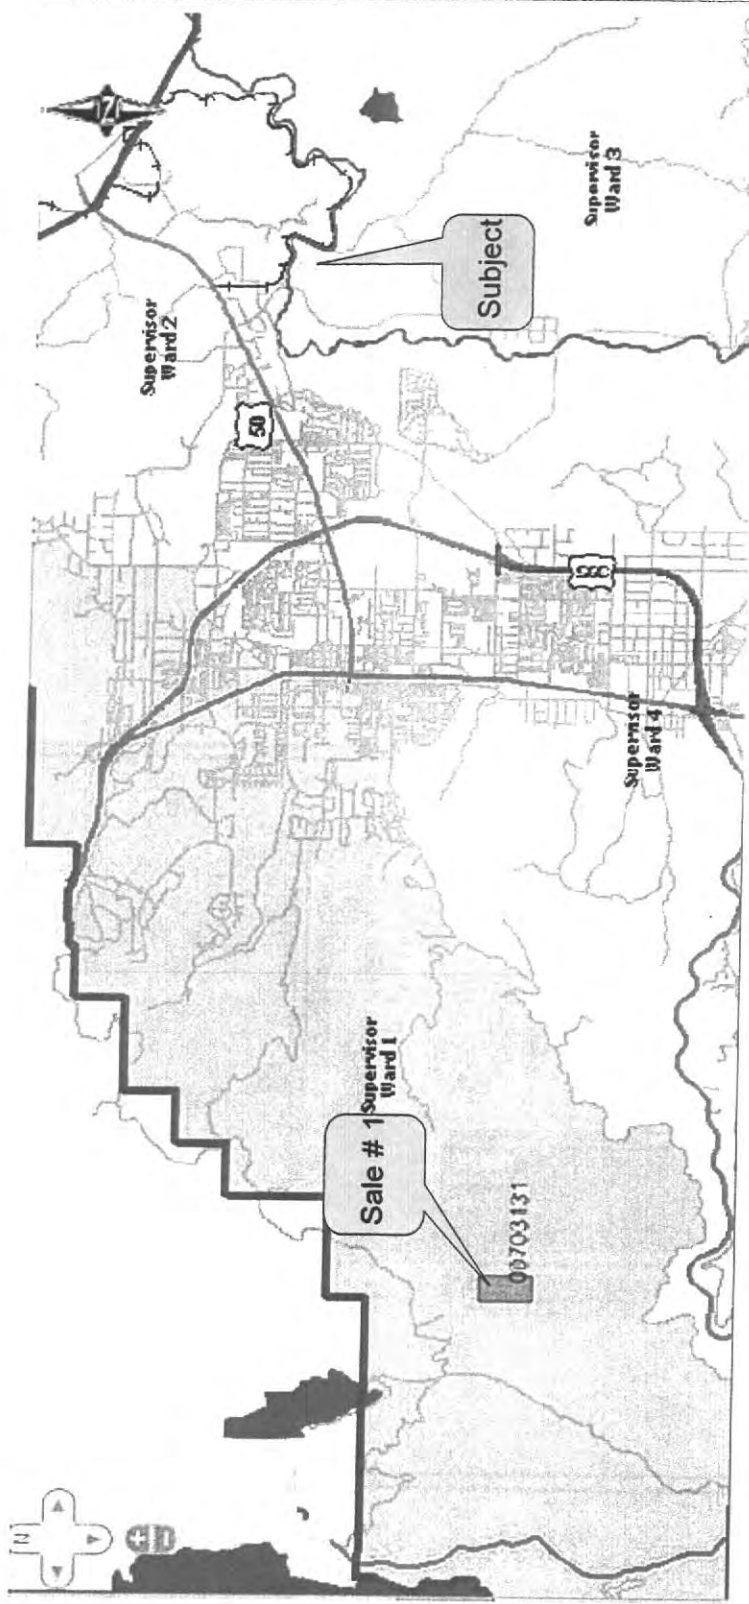 N
Sale # 1
00703131
Supervisor
Ward 1
Supervisor
Ward 4
Supervisor
Ward 2
50
Subject
Supervisor
Ward 3
N